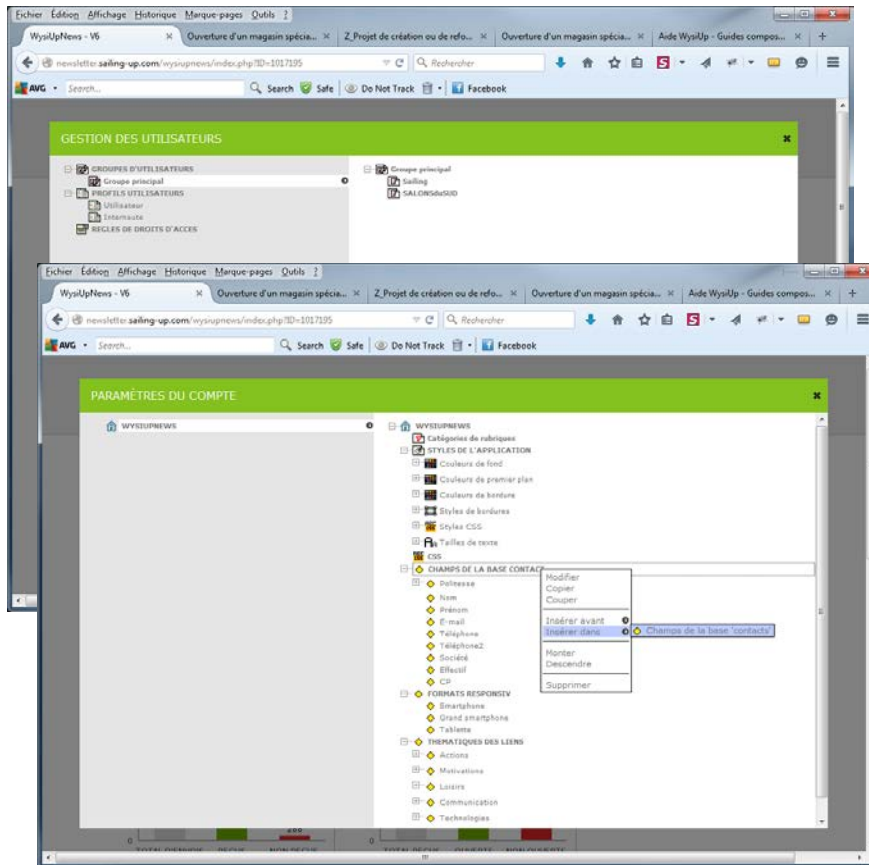 Fichier Édition Affichage Historique Marque-pages Outils ?
WysiUpNews - V6 × Ouverture d'un magasin spécia... × Z_Projet de création ou de refo... × Ouverture d'un magasin spécia... × Aide WysiUp - Guides compos... × +
newsletter.sailing-up.com/wysiupnews/index.php?ID=1017195 Rechercher
AVG Search... Search Safe Do Not Track Facebook
GESTION DES UTILISATEURS
GROUPES D'UTILISATEURS
Groupe principal
PROFILS UTILISATEURS
Utilisateur
Internaute
REGLES DE DROITS D'ACCES
Groupe principal
Sailing
SALONSduSUD
Fichier Édition Affichage Historique Marque-pages Outils ?
WysiUpNews - V6 × Ouverture d'un magasin spécia... × Z_Projet de création ou de refo... × Ouverture d'un magasin spécia... × Aide WysiUp - Guides compos... × +
newsletter.sailing-up.com/wysiupnews/index.php?ID=1017195 Rechercher
AVG Search... Search Safe Do Not Track Facebook
PARAMÈTRES DU COMPTE
WYSIUPNEWS
WYSIUPNEWS
Catégories de rubriques
STYLES DE L'APPLICATION
Couleurs de fond
Couleurs de premier plan
Couleurs de bordure
Styles de bordures
Styles CSS
Tailles de texte
CSS
CHAMPS DE LA BASE CONTACT
Politesse
Nom
Prénom
E-mail
Téléphone
Téléphone2
Société
Effectif
CP
FORMATS RESPONSIV
Smartphone
Grand smartphone
Tablette
THEMATIQUES DES LIENS
Actions
Motivations
Loisirs
Communication
Technologies
Modifier
Copier
Couper
Insérer avant
Insérer dans Champs de la base 'contacts'
Monter
Descendre
Supprimer
0 0
TOTAL D'ENVOIS REÇUS NON REÇUS TOTAL REÇUS OUVERTS NON OUVERTS